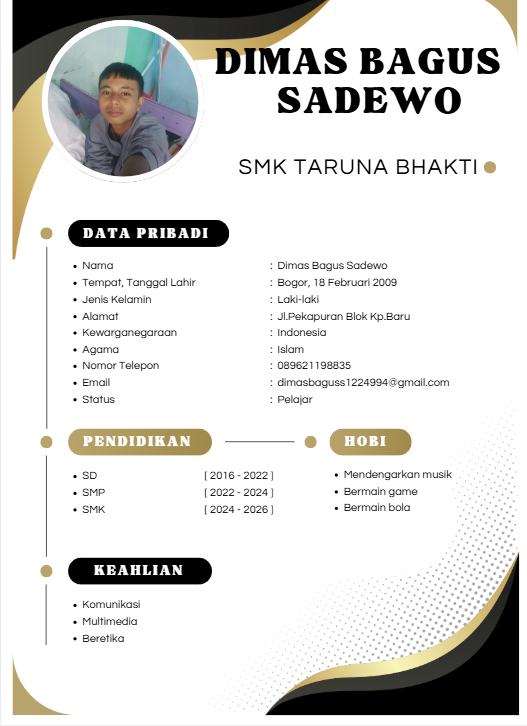 DIMAS BAGUS
SADEWO
SMK TARUNA BHAKTI
DATA PRIBADI
• Nama : Dimas Bagus Sadewo
• Tempat, Tanggal Lahir : Bogor, 18 Februari 2009
• Jenis Kelamin : Laki-laki
• Alamat : Jl.Pekapuran Blok Kp.Baru
• Kewarganegaraan : Indonesia
• Agama : Islam
• Nomor Telepon : 089621198835
• Email : dimasbaguss1224994@gmail.com
• Status : Pelajar
PENDIDIKAN
• SD [ 2016 - 2022 ]
• SMP [ 2022 - 2024 ]
• SMK [ 2024 - 2026 ]
HOBI
• Mendengarkan musik
• Bermain game
• Bermain bola
KEAHLIAN
• Komunikasi
• Multimedia
• Beretika